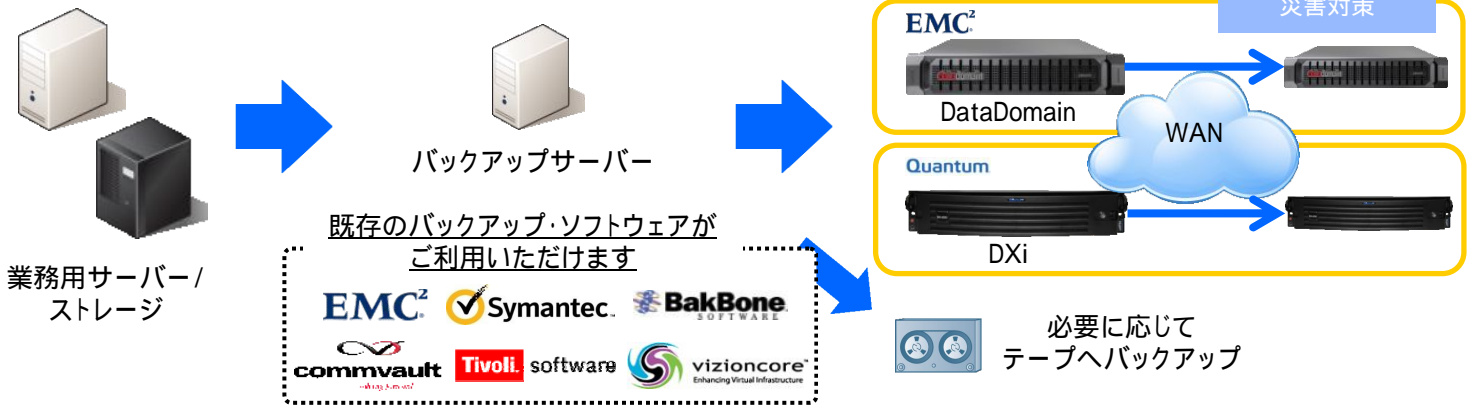 業務用サーバー/
ストレージ
バックアップサーバー
既存のバックアップ・ソフトウェアが
ご利用いただけます
EMC²
Symantec.
BakBone
SOFTWARE
commvault
Tivoli. software
vizioncore
Enhancing Virtual Infrastructure
災害対策
EMC²
DataDomain
WAN
Quantum
DXi
必要に応じて
テープへバックアップ